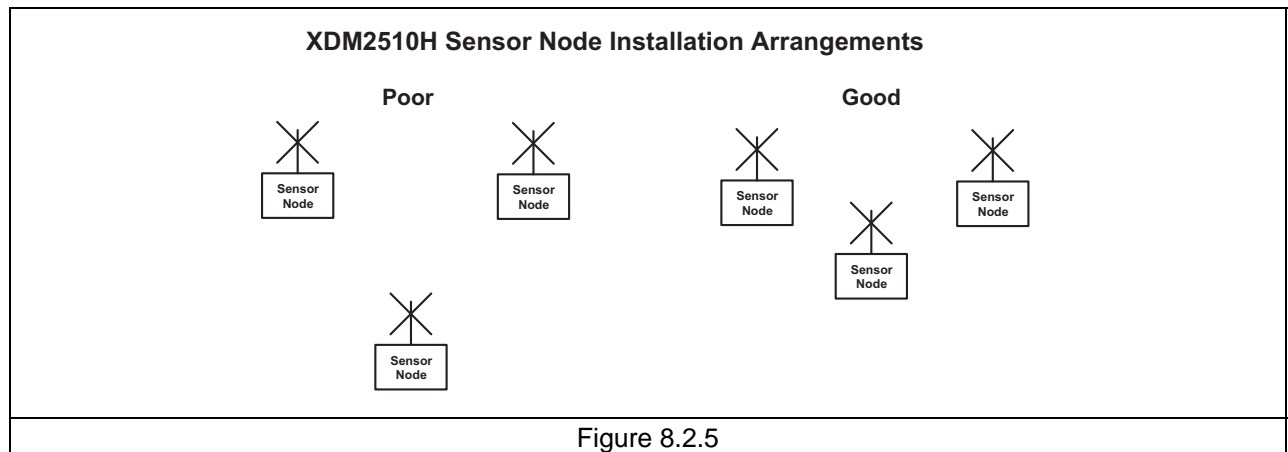 XDM2510H Sensor Node Installation Arrangements
Poor
Good
Sensor
Node
Sensor
Node
Sensor
Node
Sensor
Node
Sensor
Node
Sensor
Node
Figure 8.2.5